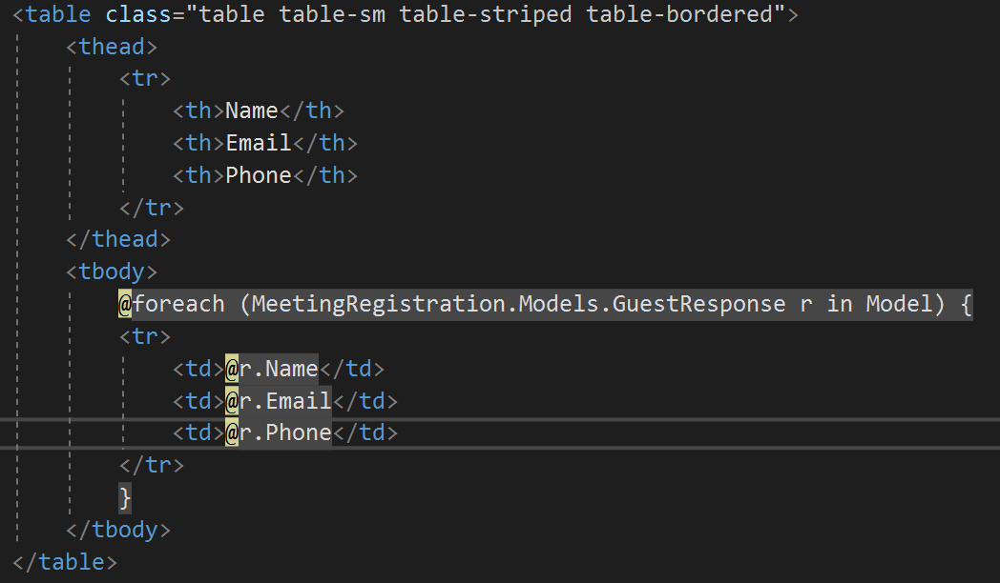 <table class="table table-sm table-striped table-bordered">
<thead>
<tr>
<th>Name</th>
<th>Email</th>
<th>Phone</th>
</tr>
</thead>
<tbody>
@foreach (MeetingRegistration.Models.GuestResponse r in Model) {
<tr>
<td>@r.Name</td>
<td>@r.Email</td>
<td>@r.Phone</td>
</tr>
}
</tbody>
</table>